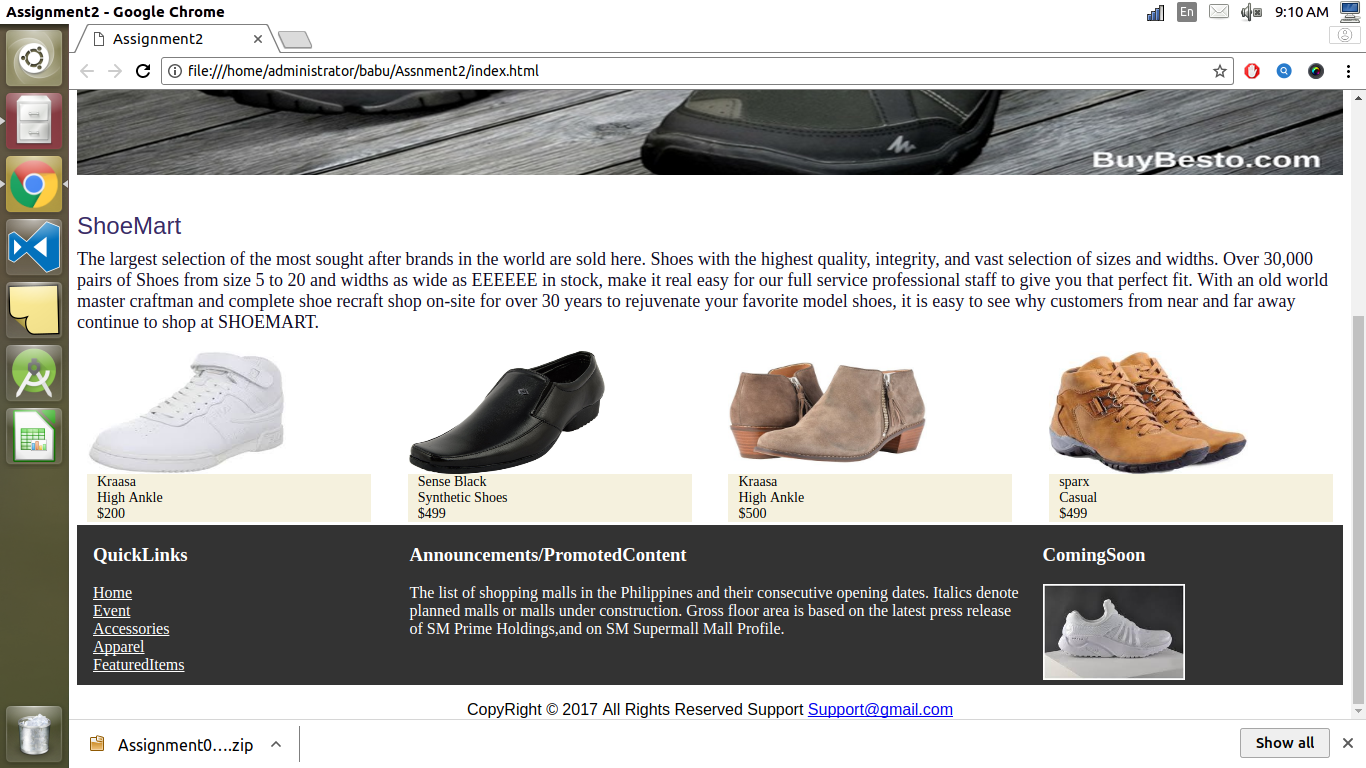 Assignment2 - Google Chrome
En
9:10 AM
Assignment2
file:///home/administrator/babu/Assnment2/index.html
BuyBesto.com
ShoeMart
The largest selection of the most sought after brands in the world are sold here. Shoes with the highest quality, integrity, and vast selection of sizes and widths. Over 30,000
pairs of Shoes from size 5 to 20 and widths as wide as EEEEEE in stock, make it real easy for our full service professional staff to give you that perfect fit. With an old world
master craftman and complete shoe recraft shop on-site for over 30 years to rejuvenate your favorite model shoes, it is easy to see why customers from near and far away
continue to shop at SHOEMART.
Kraasa
High Ankle
$200
Sense Black
Synthetic Shoes
$499
Kraasa
High Ankle
$500
sparx
Casual
$499
QuickLinks
Home
Event
Accessories
Apparel
FeaturedItems
Announcements/PromotedContent
The list of shopping malls in the Philippines and their consecutive opening dates. Italics denote
planned malls or malls under construction. Gross floor area is based on the latest press release
of SM Prime Holdings,and on SM Supermall Mall Profile.
ComingSoon
CopyRight © 2017 All Rights Reserved Support Support@gmail.com
Assignment0....zip
Show all